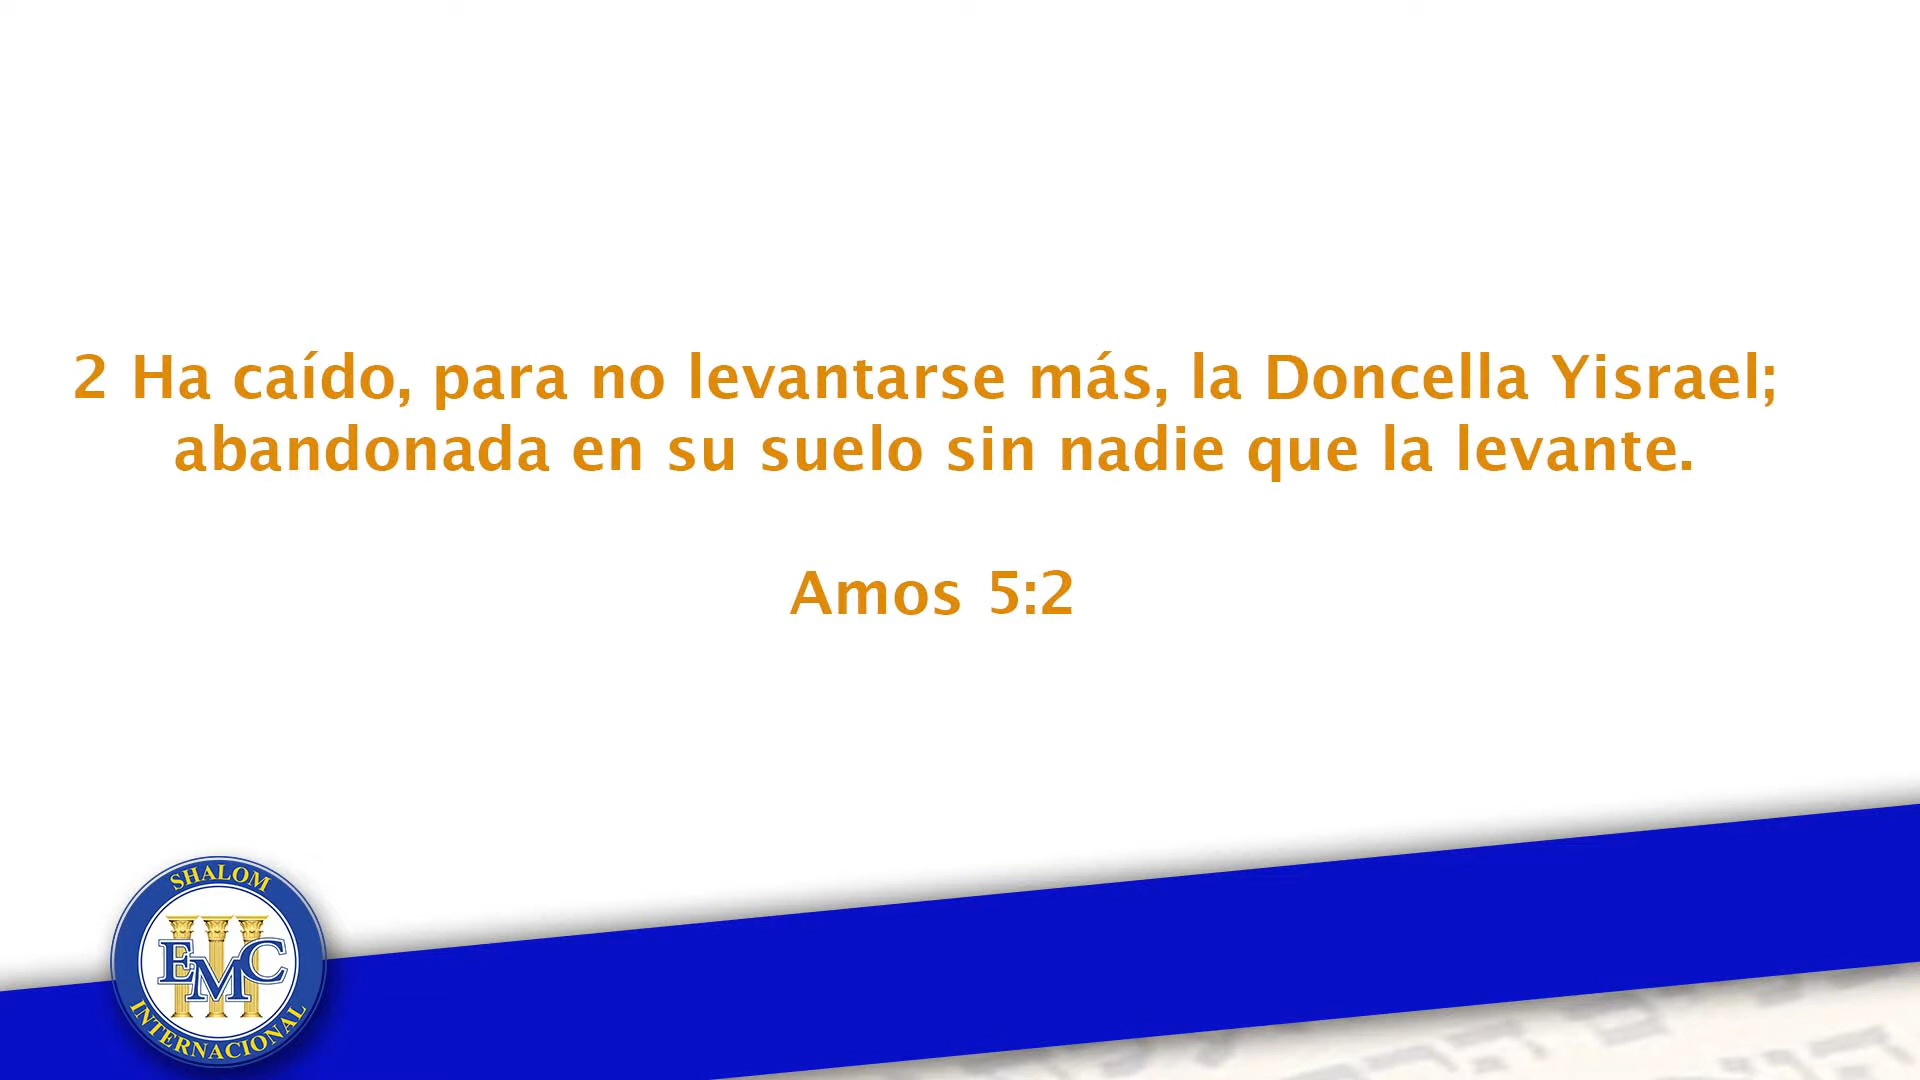 2 Ha caído, para no levantarse más, la Doncella Yisrael;
abandonada en su suelo sin nadie que la levante.
Amos 5:2
SHALOM
EMC
INTERNACIONAL